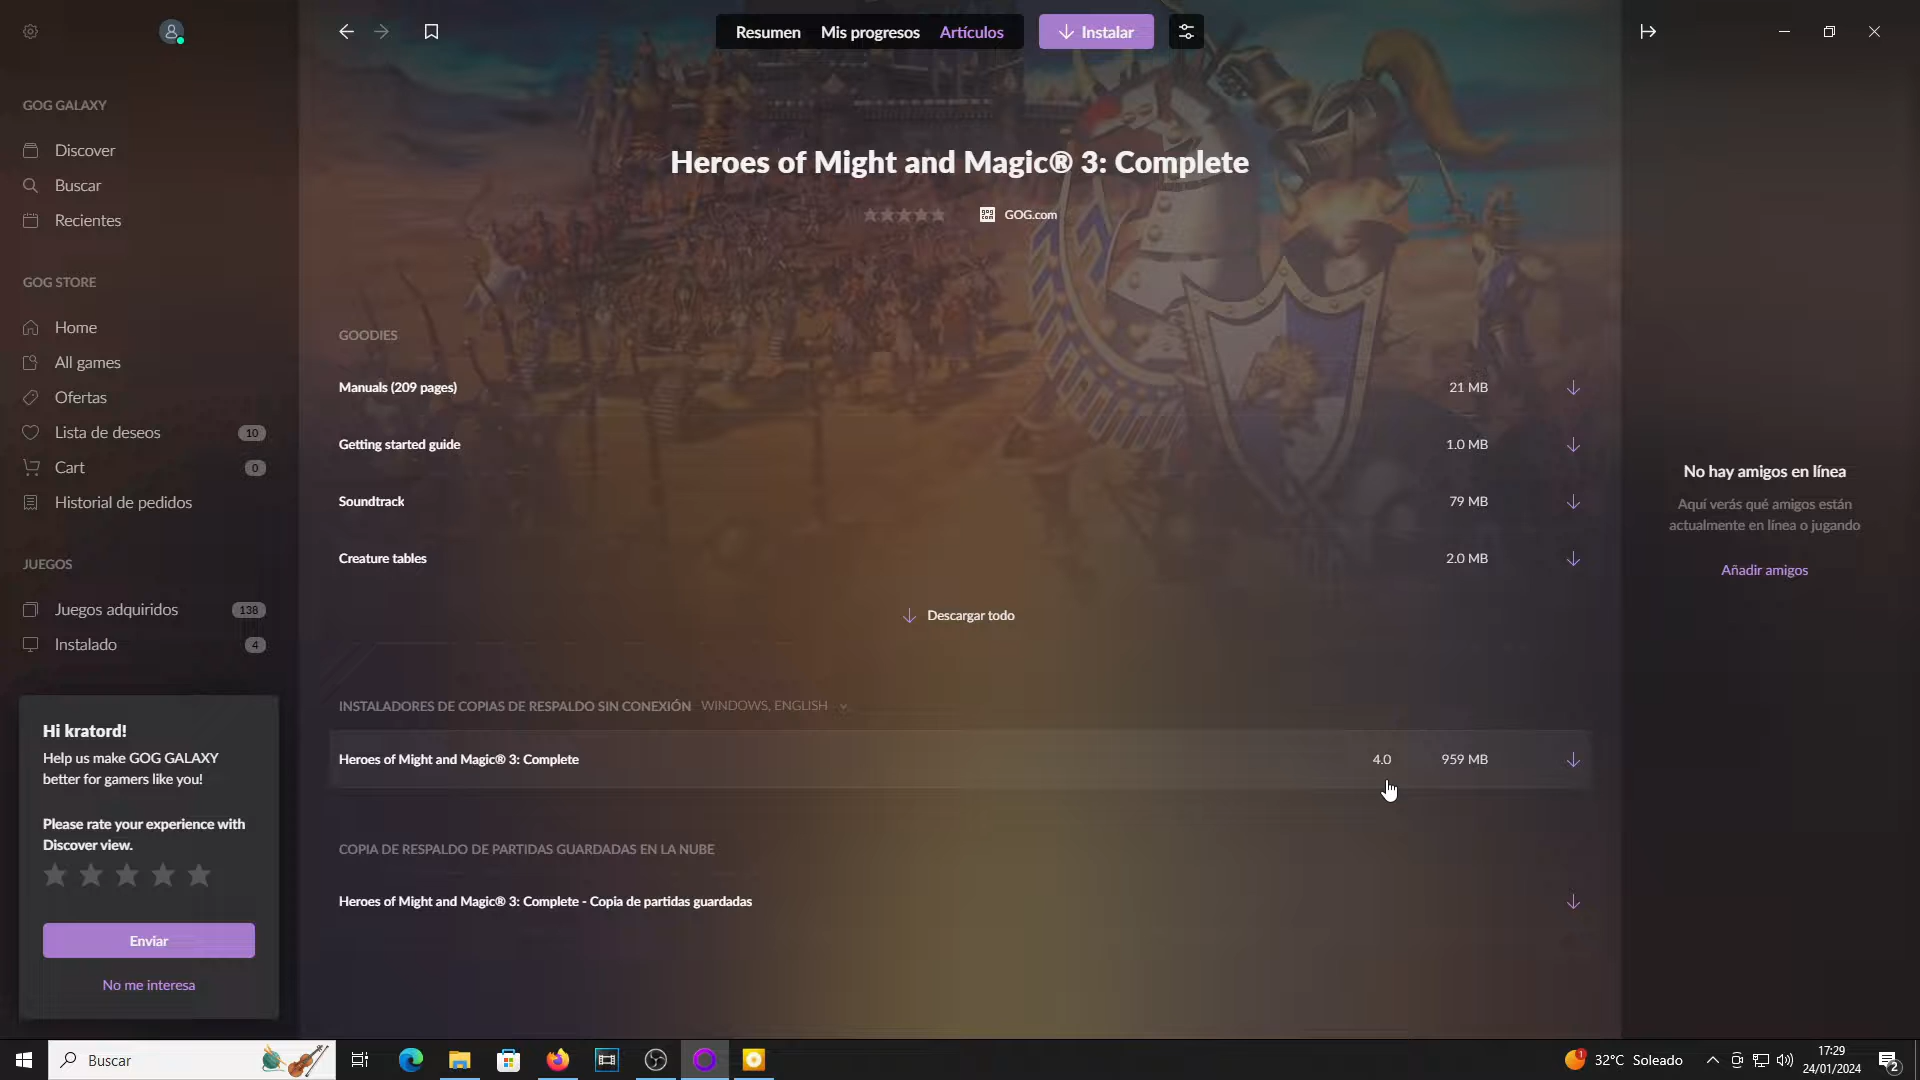 Resumen Mis progresos Artículos Instalar
GOG GALAXY
Discover
Buscar
Recientes
GOG STORE
Home
All games
Ofertas
Lista de deseos 10
Cart 0
Historial de pedidos
JUEGOS
Juegos adquiridos 138
Instalado 4
Hi kratord!
Help us make GOG GALAXY
better for gamers like you!
Please rate your experience with
Discover view.
Enviar
No me interesa
Heroes of Might and Magic® 3: Complete
GOG.com
GOODIES
Manuals (209 pages) 21 MB
Getting started guide 1.0 MB
Soundtrack 79 MB
Creature tables 2.0 MB
Descargar todo
INSTALADORES DE COPIAS DE RESPALDO SIN CONEXIÓN WINDOWS, ENGLISH
Heroes of Might and Magic® 3: Complete 4.0 959 MB
COPIA DE RESPALDO DE PARTIDAS GUARDADAS EN LA NUBE
Heroes of Might and Magic® 3: Complete - Copia de partidas guardadas
No hay amigos en línea
Aquí verás qué amigos están
actualmente en línea o jugando
Añadir amigos
Buscar
1
32°C Soleado
17:29
24/01/2024
2